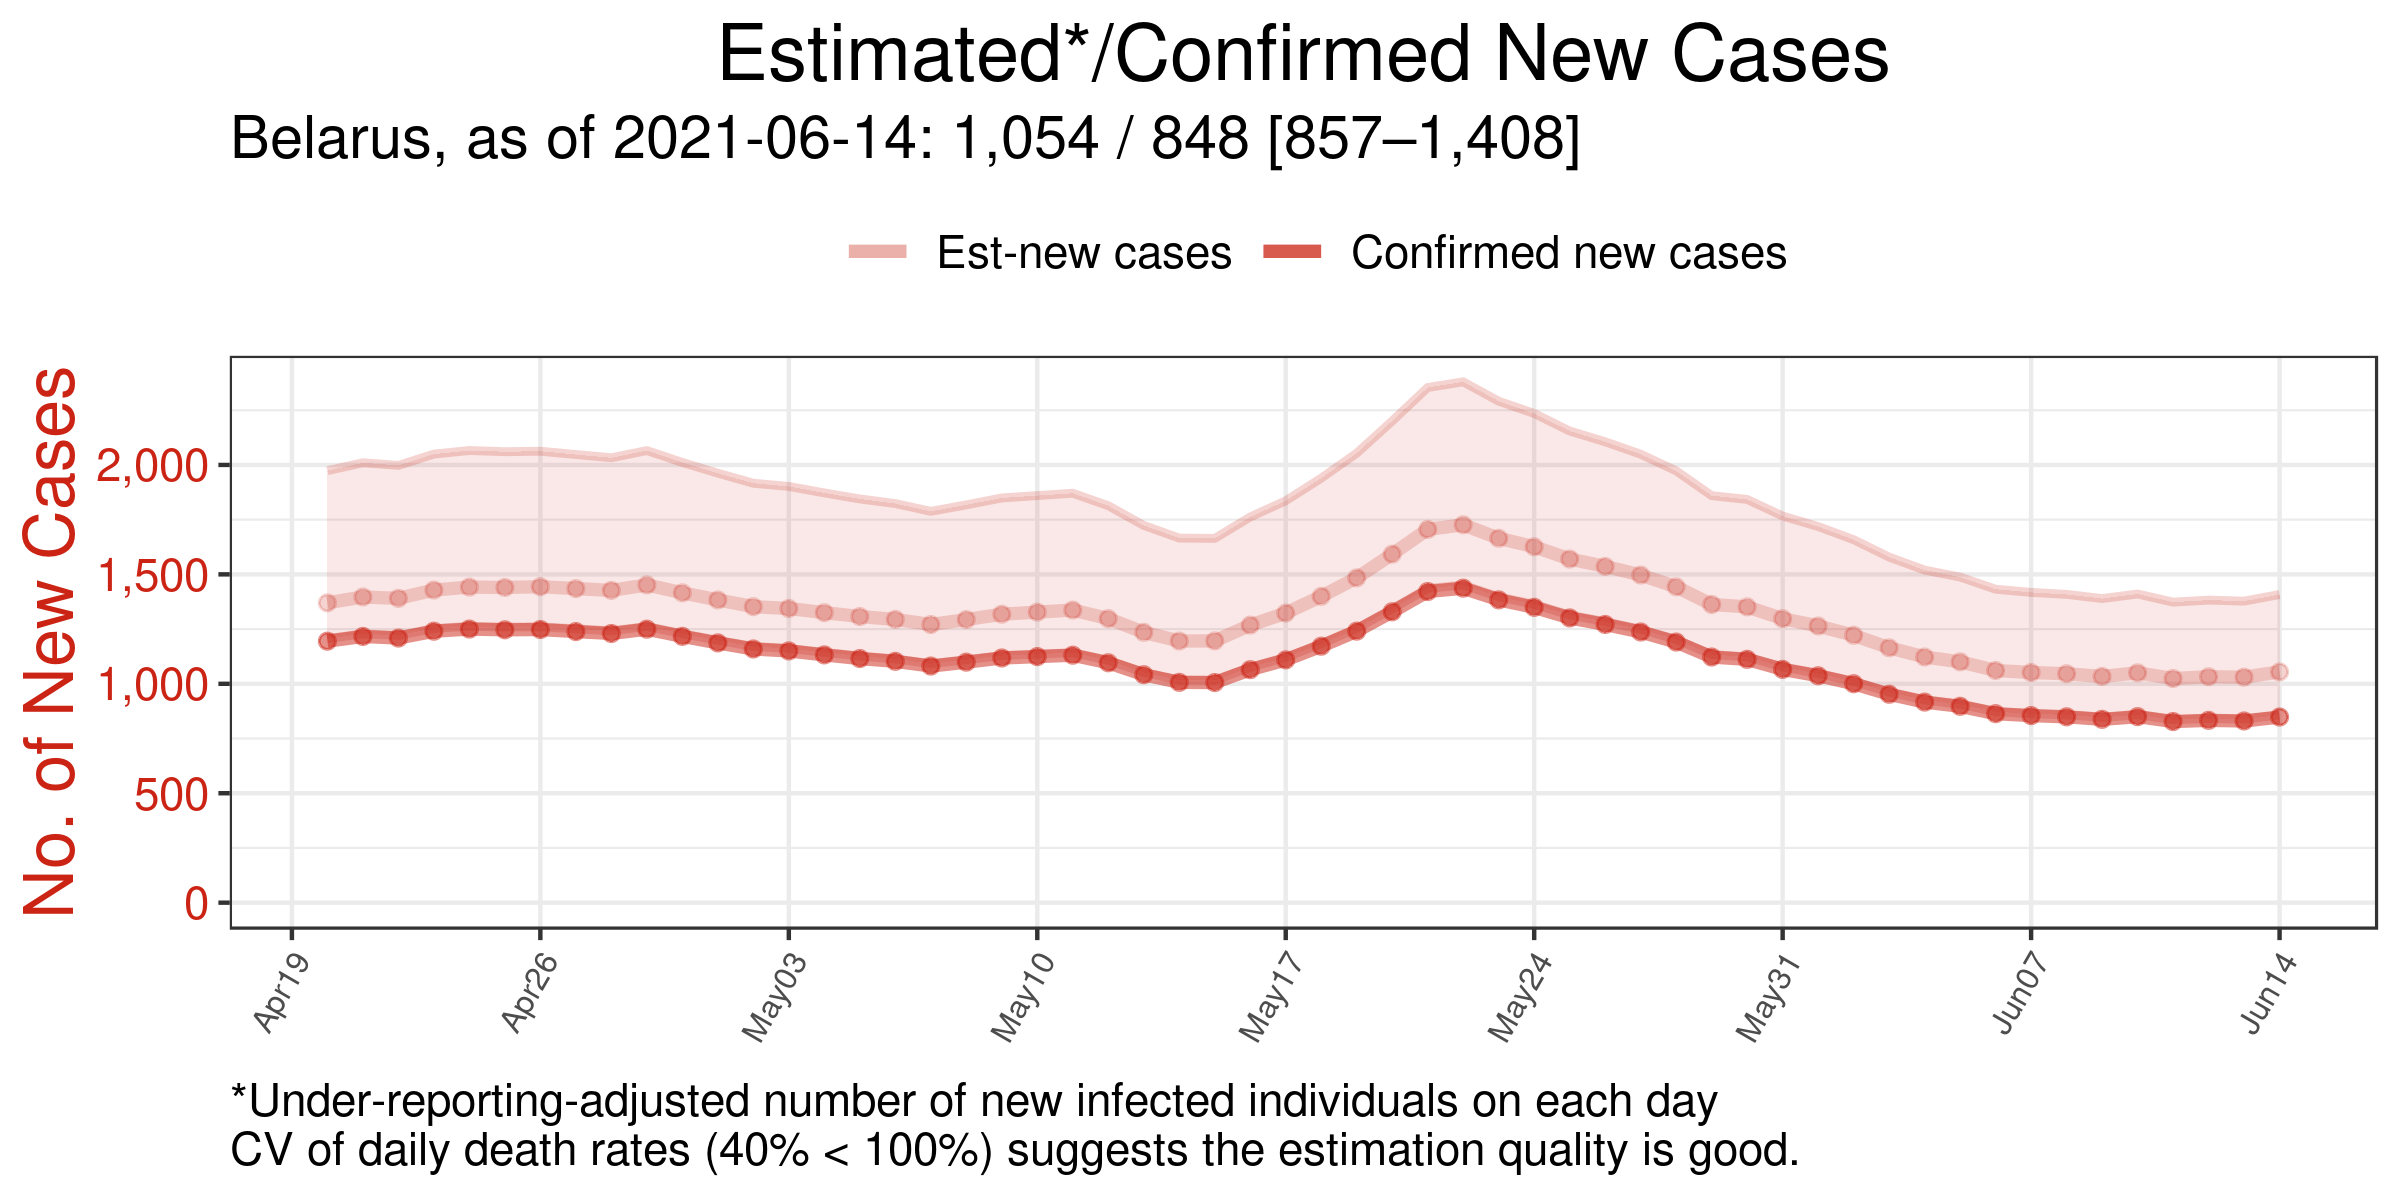 Estimated*/Confirmed New Cases
Belarus, as of 2021-06-14: 1,054 / 848 [857–1,408]
Est-new cases
Confirmed new cases
No. of New Cases
2,000
1,500
1,000
500
0
Apr19
Apr26
May03
May10
May17
May24
May31
Jun07
Jun14
*Under-reporting-adjusted number of new infected individuals on each day
CV of daily death rates (40% < 100%) suggests the estimation quality is good.